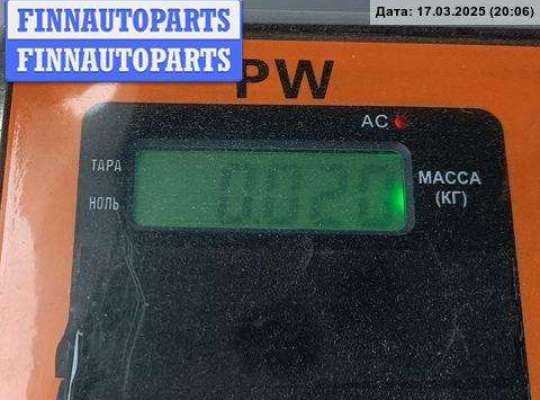 FINNAUTOPARTS
FINNAUTOPARTS
Дата: 17.03.2025 (20:06)
PW
AC
ТАРА
НОЛЬ
0.020
МАССА
(КГ)